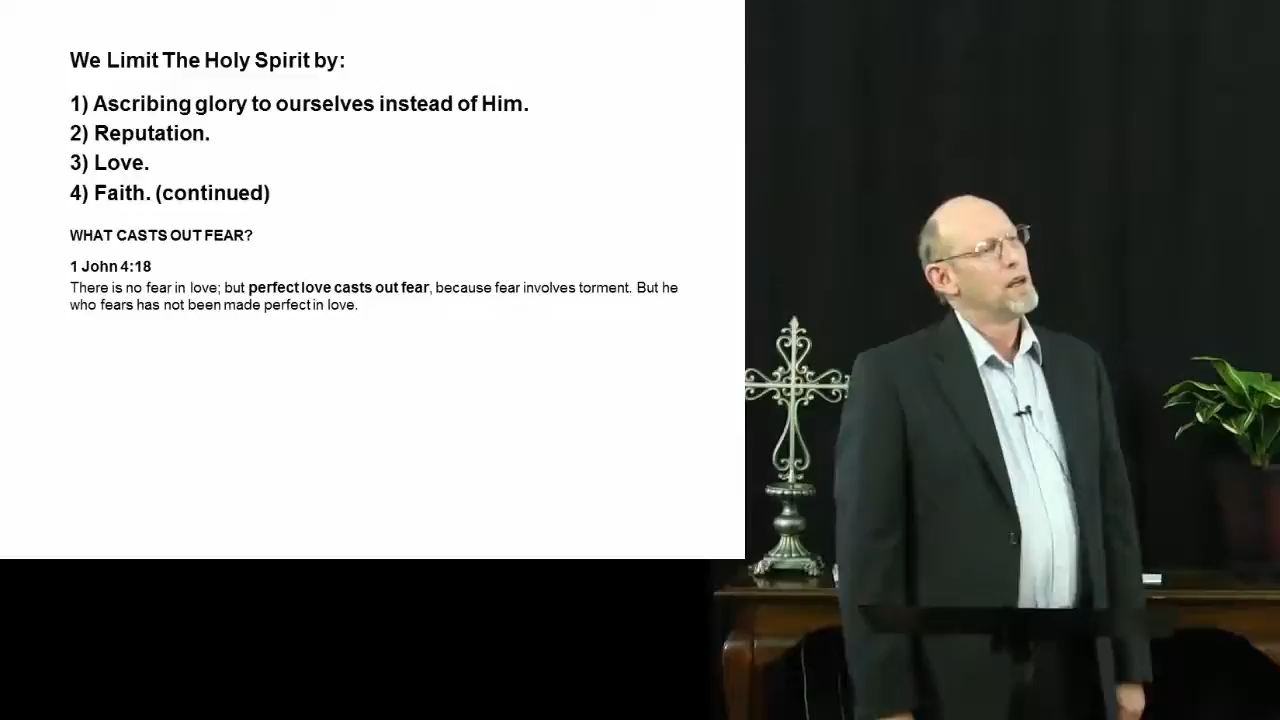 We Limit The Holy Spirit by:
1) Ascribing glory to ourselves instead of Him.
2) Reputation.
3) Love.
4) Faith. (continued)
WHAT CASTS OUT FEAR?
1 John 4:18
There is no fear in love; but perfect love casts out fear, because fear involves torment. But he
who fears has not been made perfect in love.